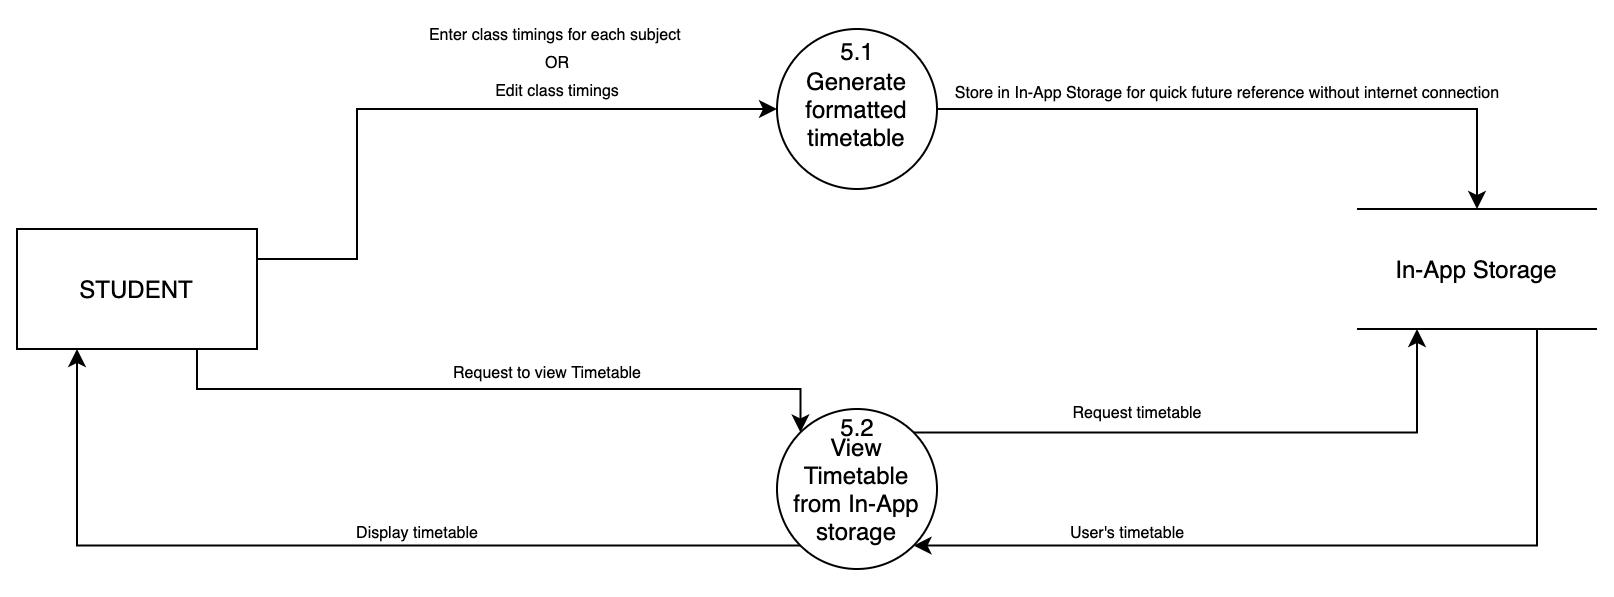 Enter class timings for each subject
OR
Edit class timings
5.1
Generate
formatted
timetable
Store in In-App Storage for quick future reference without internet connection
STUDENT
In-App Storage
Request to view Timetable
5.2
View
Timetable
from In-App
storage
Request timetable
Display timetable
User's timetable